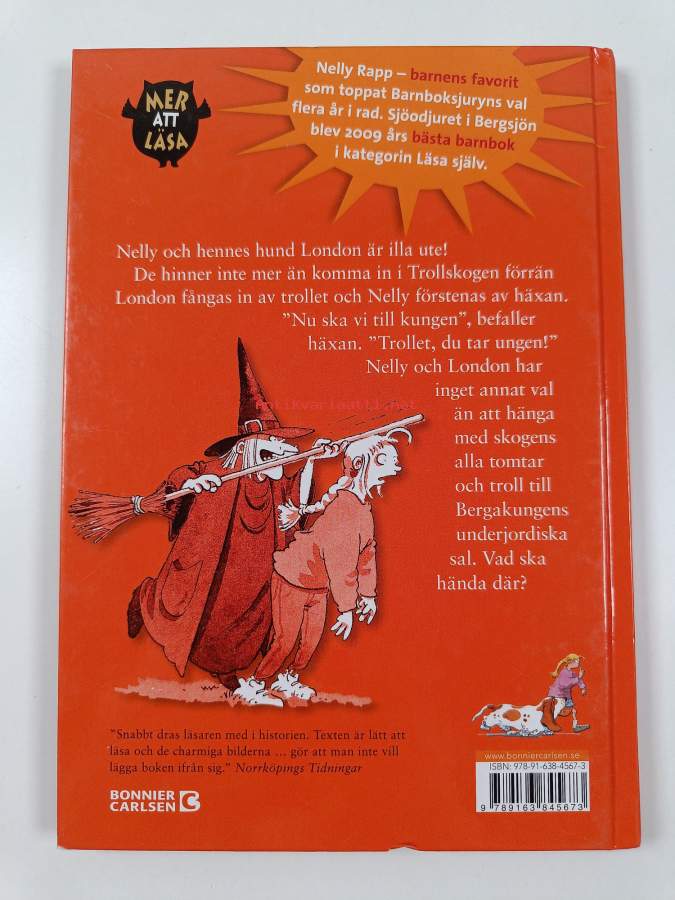 MER
ATT
LÄSA
Nelly Rapp – barnens favorit
som toppat Barnboksjuryns val
flera år i rad. Sjöodjuret i Bergsjön
blev 2009 års bästa barnbok
i kategorin Läsa själv.
Nelly och hennes hund London är illa ute!
De hinner inte mer än komma in i Trollskogen förrän
London fångas in av trollet och Nelly förstenas av häxan.
”Nu ska vi till kungen”, befaller
häxan. ”Trollet, du tar ungen!”
Nelly och London har
inget annat val
än att hänga
med skogens
alla tomtar
och troll till
Bergakungens
underjordiska
sal. Vad ska
hända där?
antikvariaatti.net
”Snabbt dras läsaren med i historien. Texten är lätt att
läsa och de charmiga bilderna ... gör att man inte vill
lägga boken ifrån sig.” Norrköpings Tidningar
BONNIER
CARLSEN
www.bonniercarlsen.se
ISBN: 978-91-638-4567-3
9 789163 845673